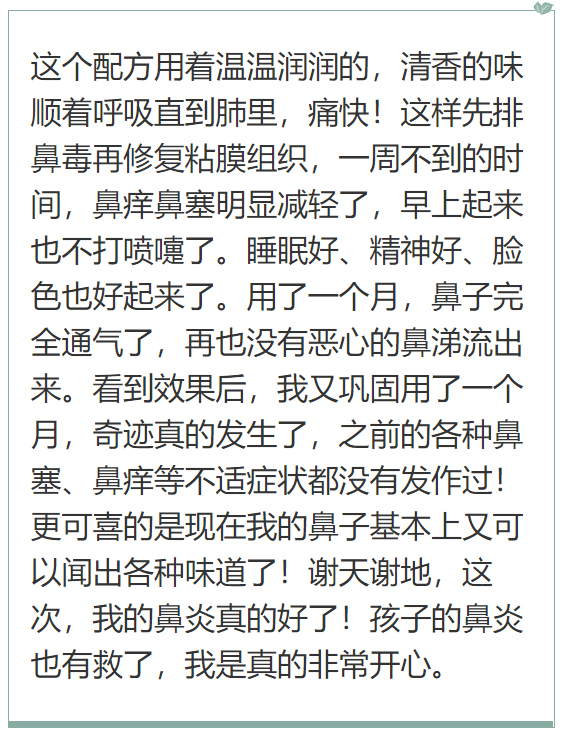 这个配方用着温温润润的，清香的味
顺着呼吸直到肺里，痛快！这样先排
鼻毒再修复粘膜组织，一周不到的时
间，鼻痒鼻塞明显减轻了，早上起来
也不打喷嚏了。睡眠好、精神好、脸
色也好起来了。用了一个月，鼻子完
全通气了，再也没有恶心的鼻涕流出
来。看到效果后，我又巩固用了一个
月，奇迹真的发生了，之前的各种鼻
塞、鼻痒等不适症状都没有发作过！
更可喜的是现在我的鼻子基本上又可
以闻出各种味道了！谢天谢地，这
次，我的鼻炎真的好了！孩子的鼻炎
也有救了，我是真的非常开心。